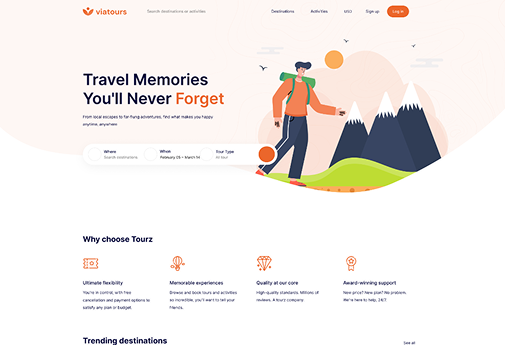 viatours
Search destinations or activities
Destinations
Activities
USD
Sign up
Log in
Travel Memories
You'll Never Forget
From local escapes to far-flung adventures, find what makes you happy
anytime, anywhere
Where
Search destinations
When
February 05 ~ March 14
Tour Type
All tour
Why choose Tourz
Ultimate flexibility
You're in control, with free
cancellation and payment options to
satisfy any plan or budget.
Memorable experiences
Browse and book tours and activities
so incredible, you'll want to tell your
friends.
Quality at our core
High-quality standards. Millions of
reviews. A tourz company.
Award-winning support
New price? New plan? No problem.
We're here to help, 24/7.
Trending destinations
See all